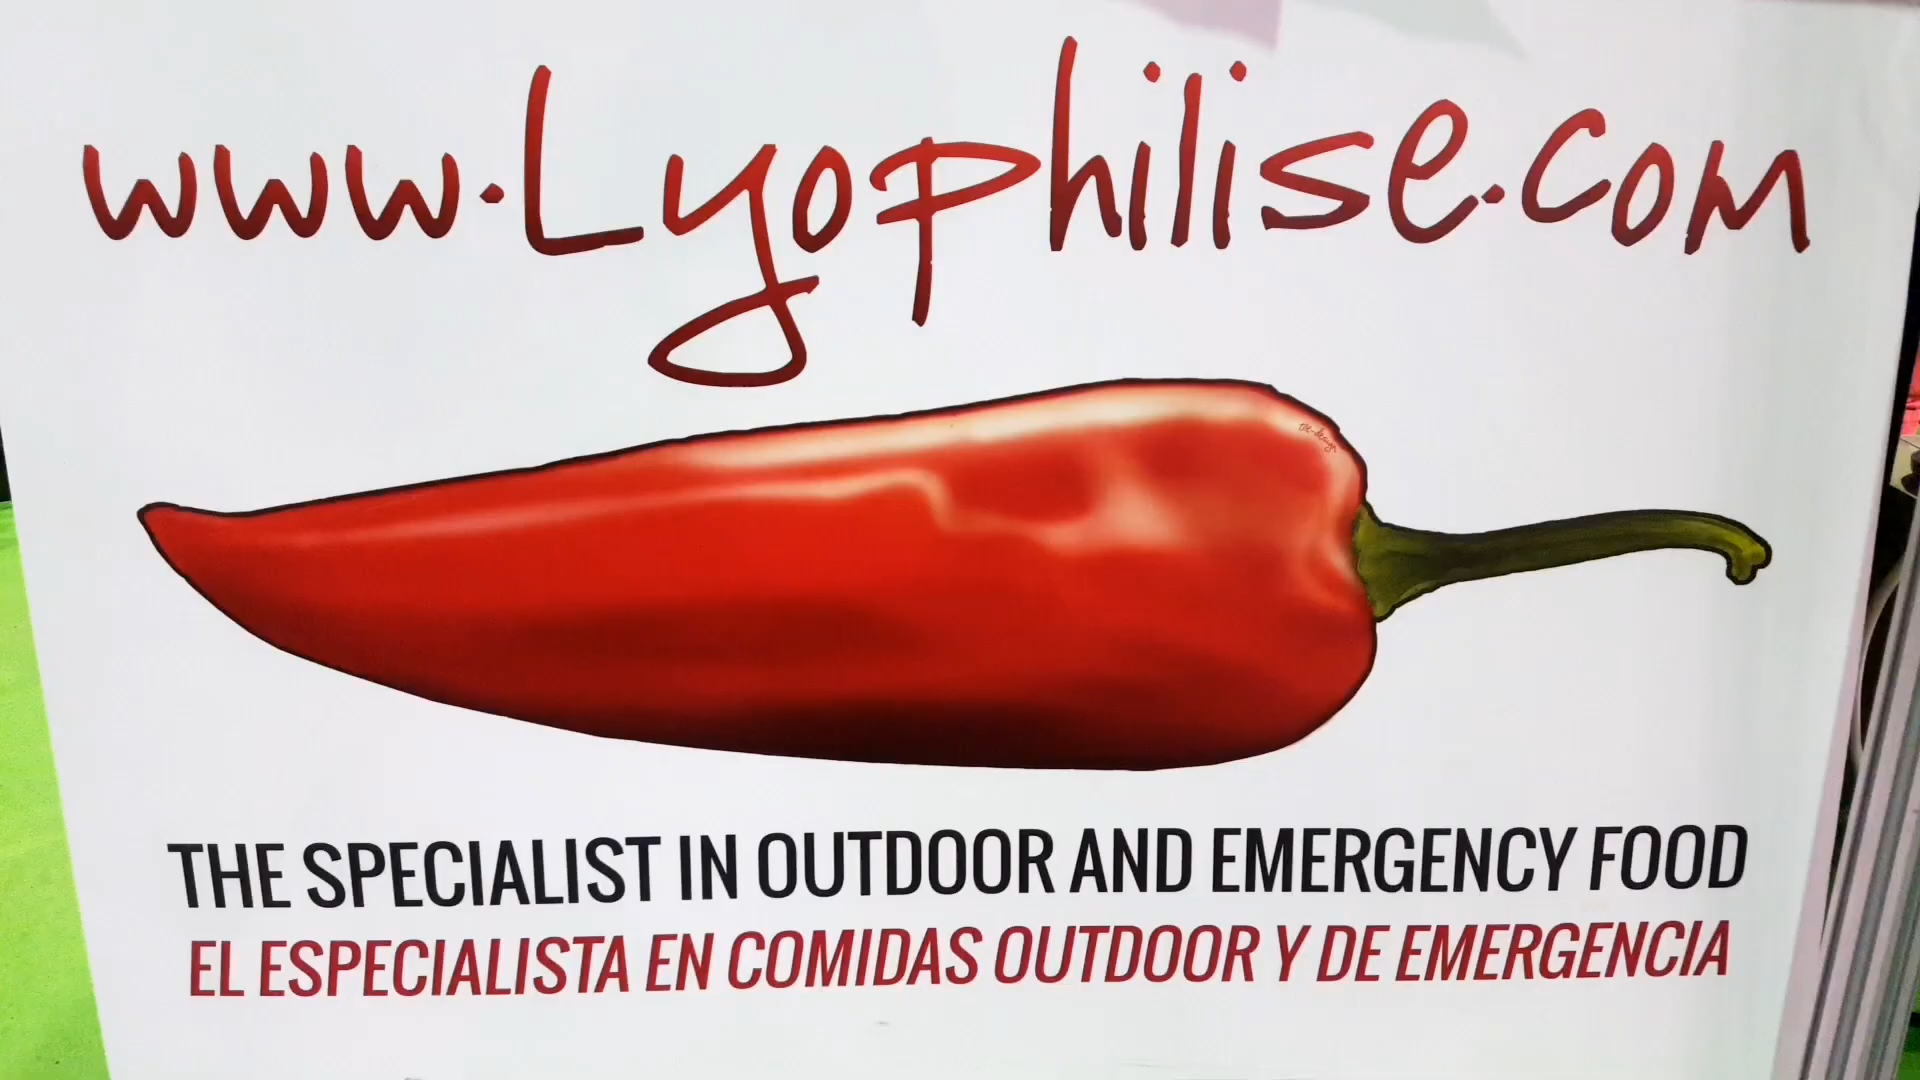 www.Lyophilise.com
THE SPECIALIST IN OUTDOOR AND EMERGENCY FOOD
EL ESPECIALISTA EN COMIDAS OUTDOOR Y DE EMERGENCIA